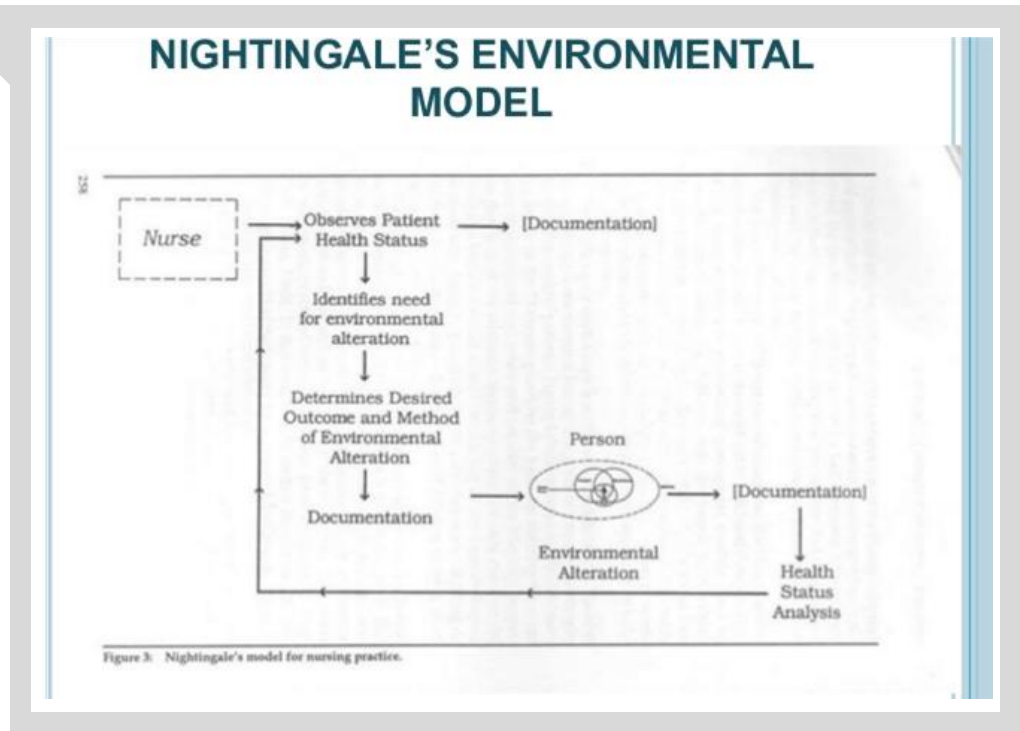 NIGHTINGALE'S ENVIRONMENTAL
MODEL
258
Nurse
Observes Patient
Health Status
[Documentation]
Identifies need
for environmental
alteration
Determines Desired
Outcome and Method
of Environmental
Alteration
Documentation
Person
Environmental
Alteration
[Documentation]
Health
Status
Analysis
Figure 3: Nightingale's model for nursing practice.